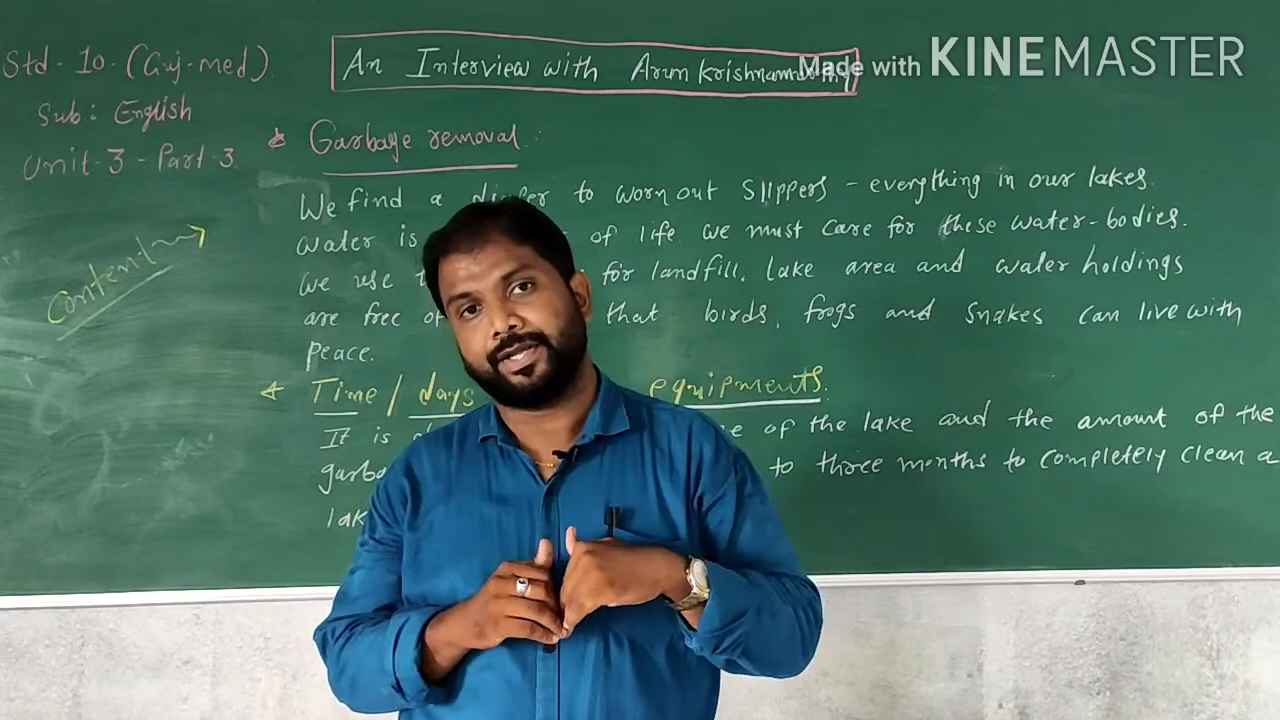 Std - 10 - (Guj-med)
Sub : English
Unit-3 - Part-3
Content
An Interview with Arun Krishnamurthy
Made with KINEMASTER
Garbage removal :
We find a diaper to worn out slippers - everything in our lakes.
water is of life. we must care for these water-bodies.
we use for landfill. Lake area and water holdings
are free of that birds, frogs and snakes can live with
peace.
Time / days equipments.
It is of the lake and the amount of the
to three months to completely clean a